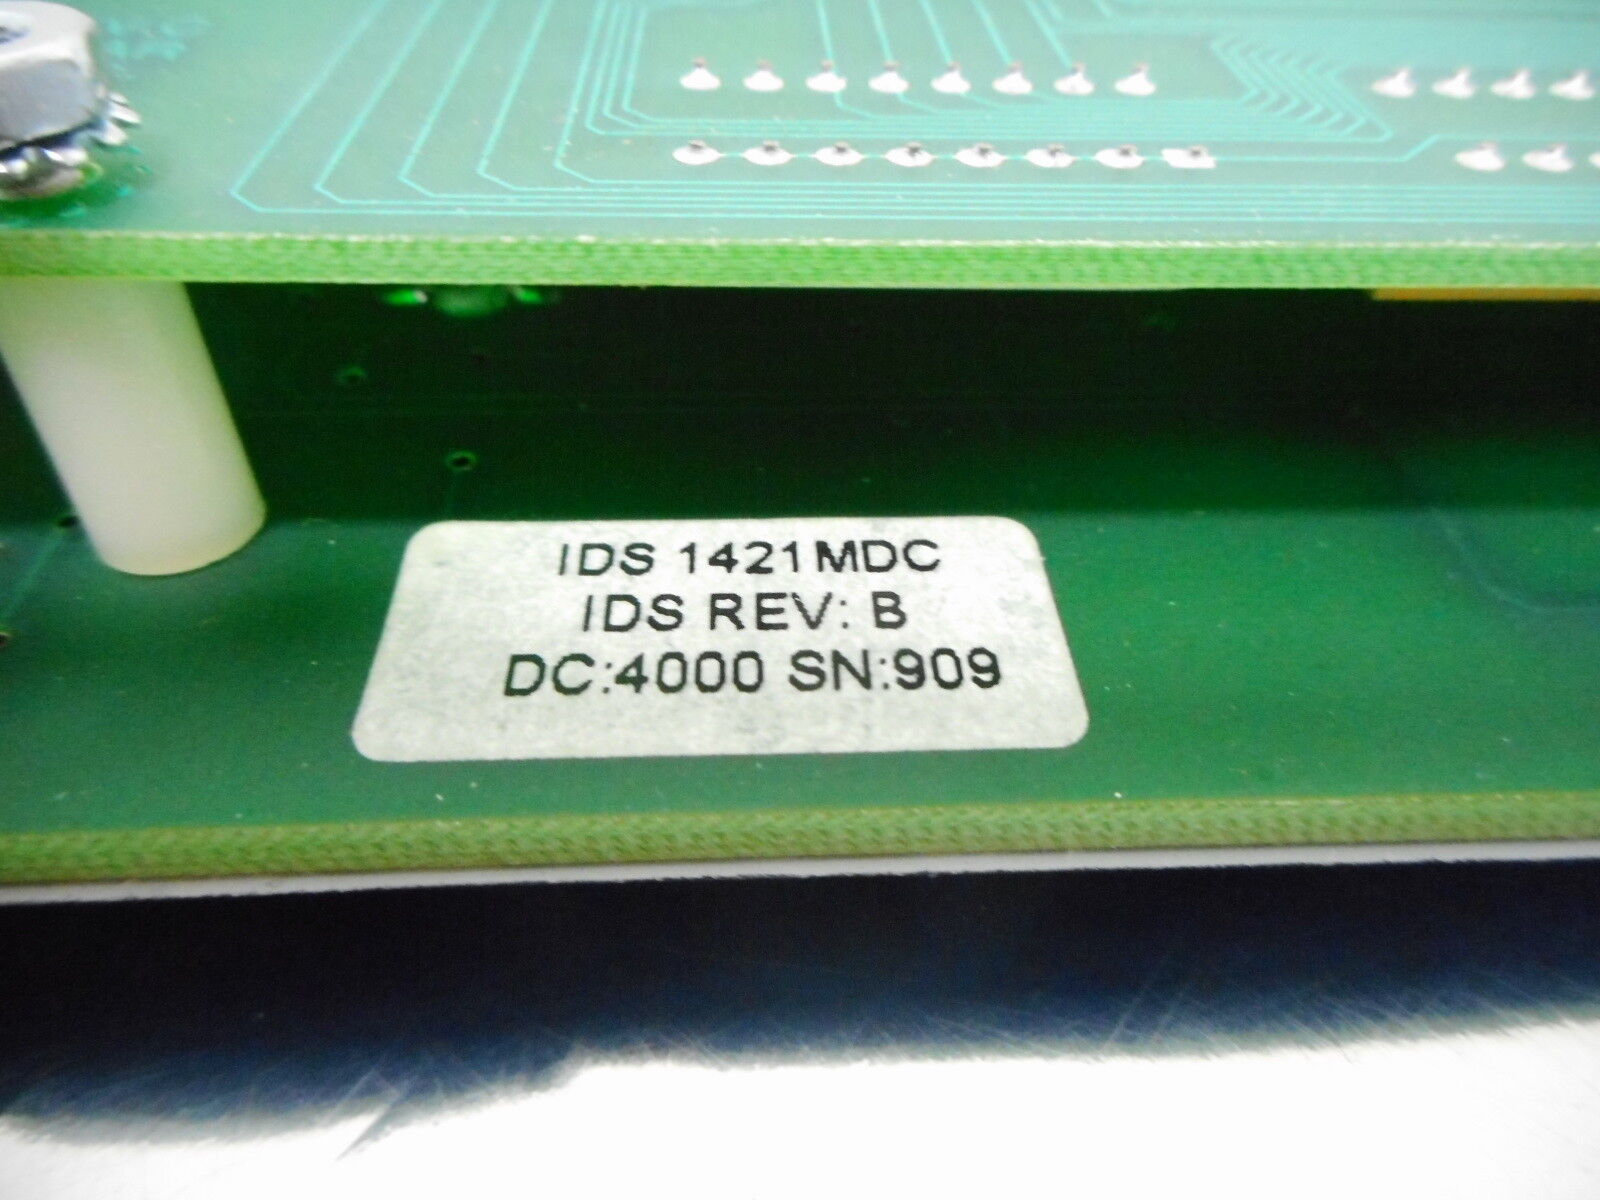 IDS 1421MDC
IDS REV: B
DC:4000 SN:909